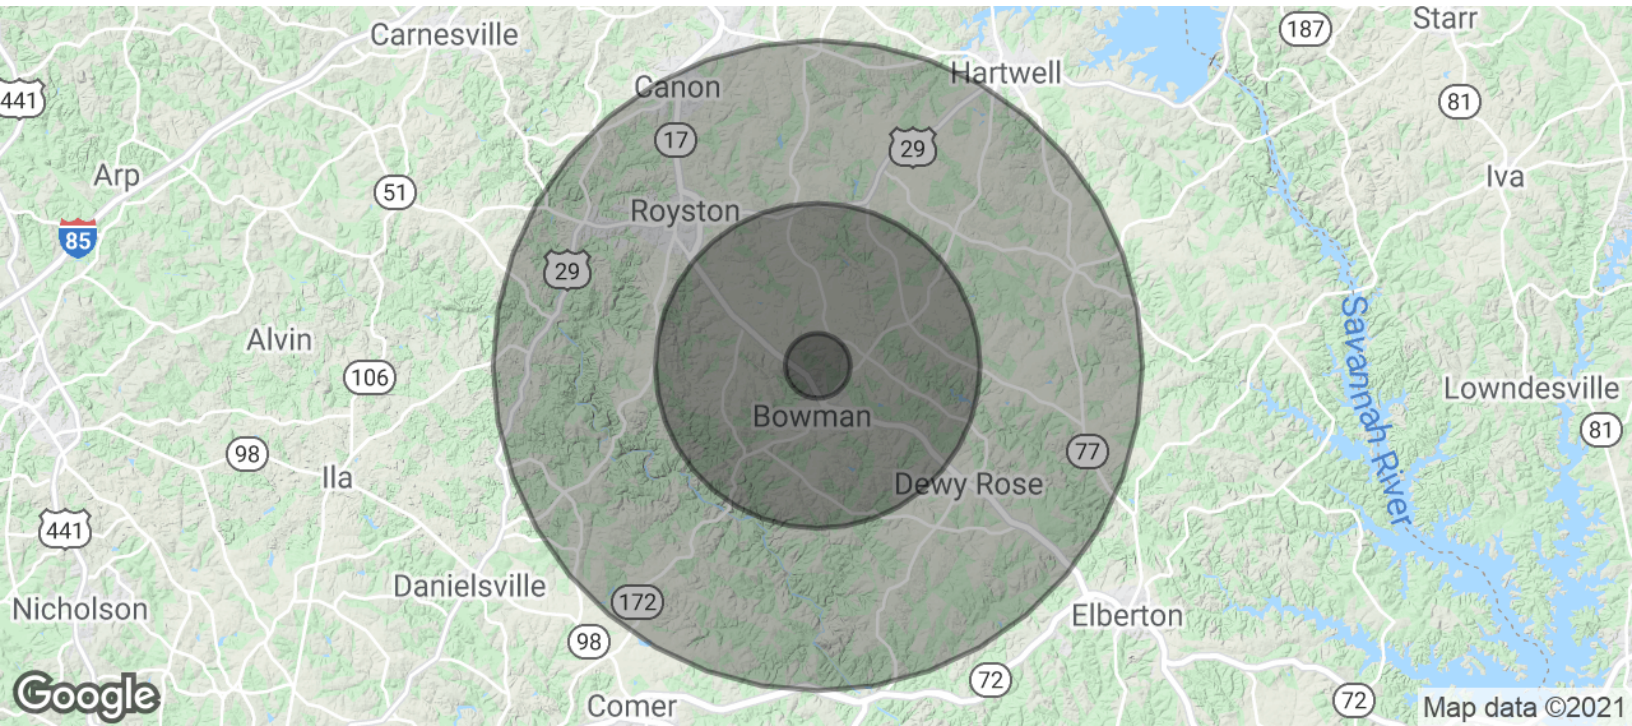 Starr
187
Carnesville
Hartwell
Canon
441
81
17
29
Arp
Iva
51
Royston
85
29
Savannah River
Alvin
106
Lowndesville
Bowman
81
98
77
Ila
Dewy Rose
441
Danielsville
172
Nicholson
Elberton
98
72
Google
72
Comer
Map data ©2021